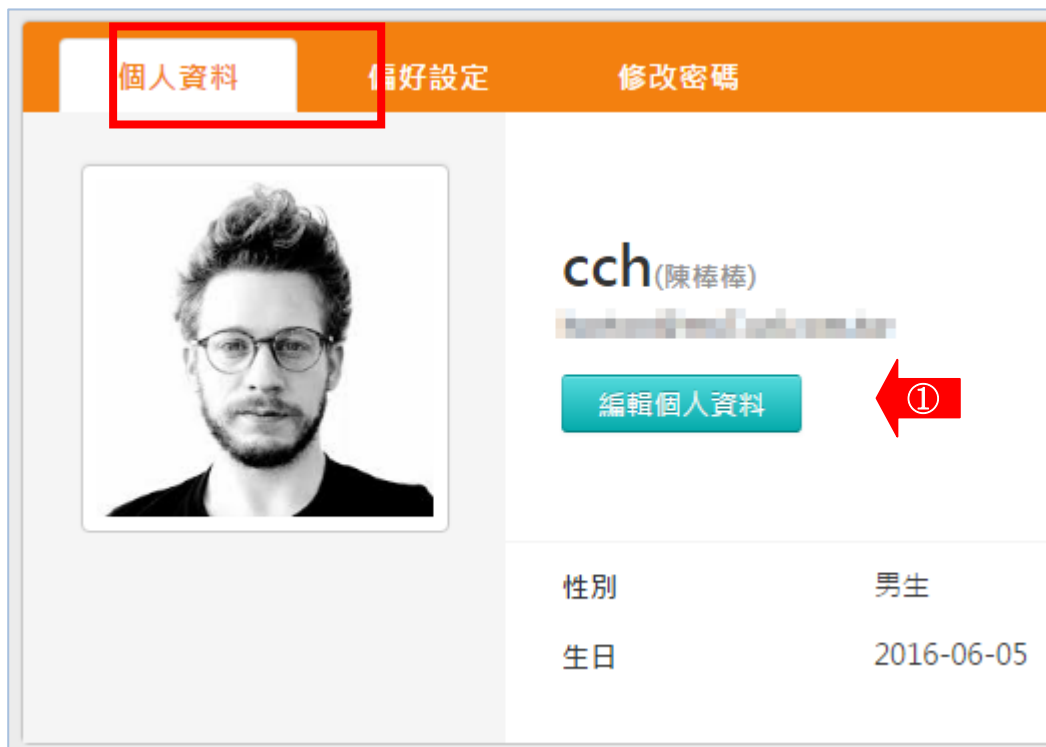 個人資料 偏好設定 修改密碼
cch(陳棒棒)
編輯個人資料 ①
性別 男生
生日 2016-06-05